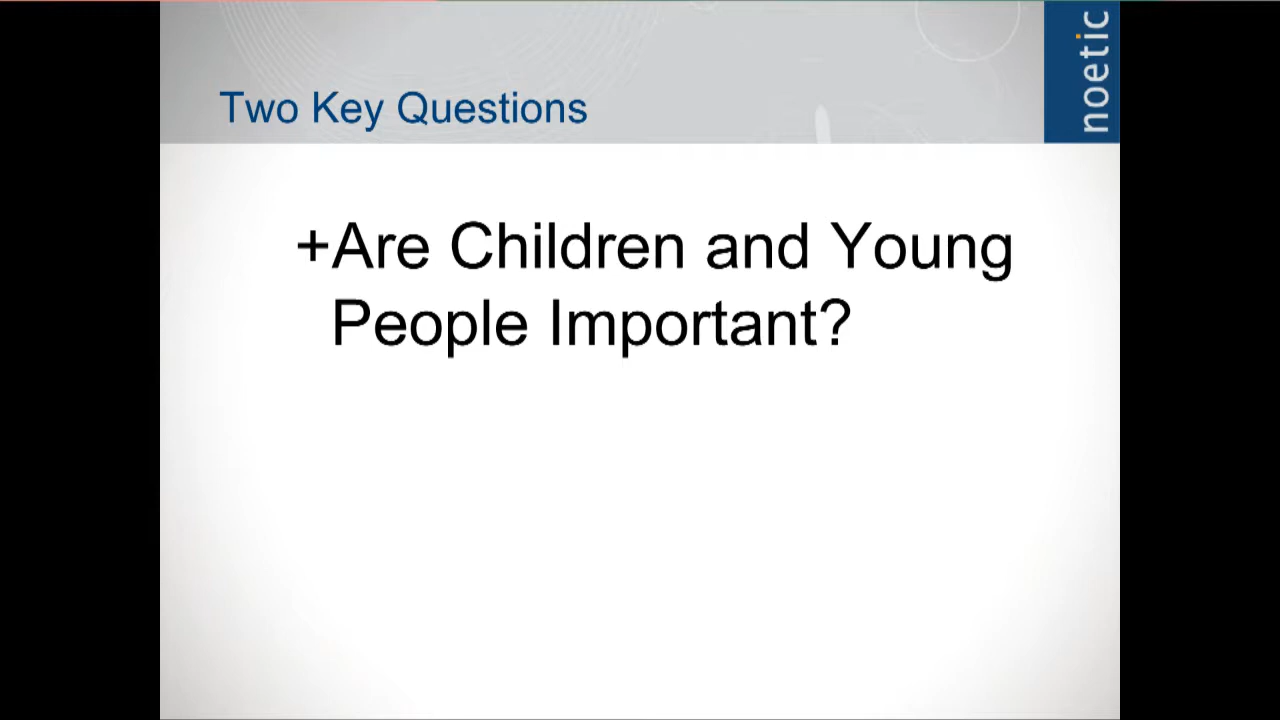 noetic
Two Key Questions
+Are Children and Young
People Important?